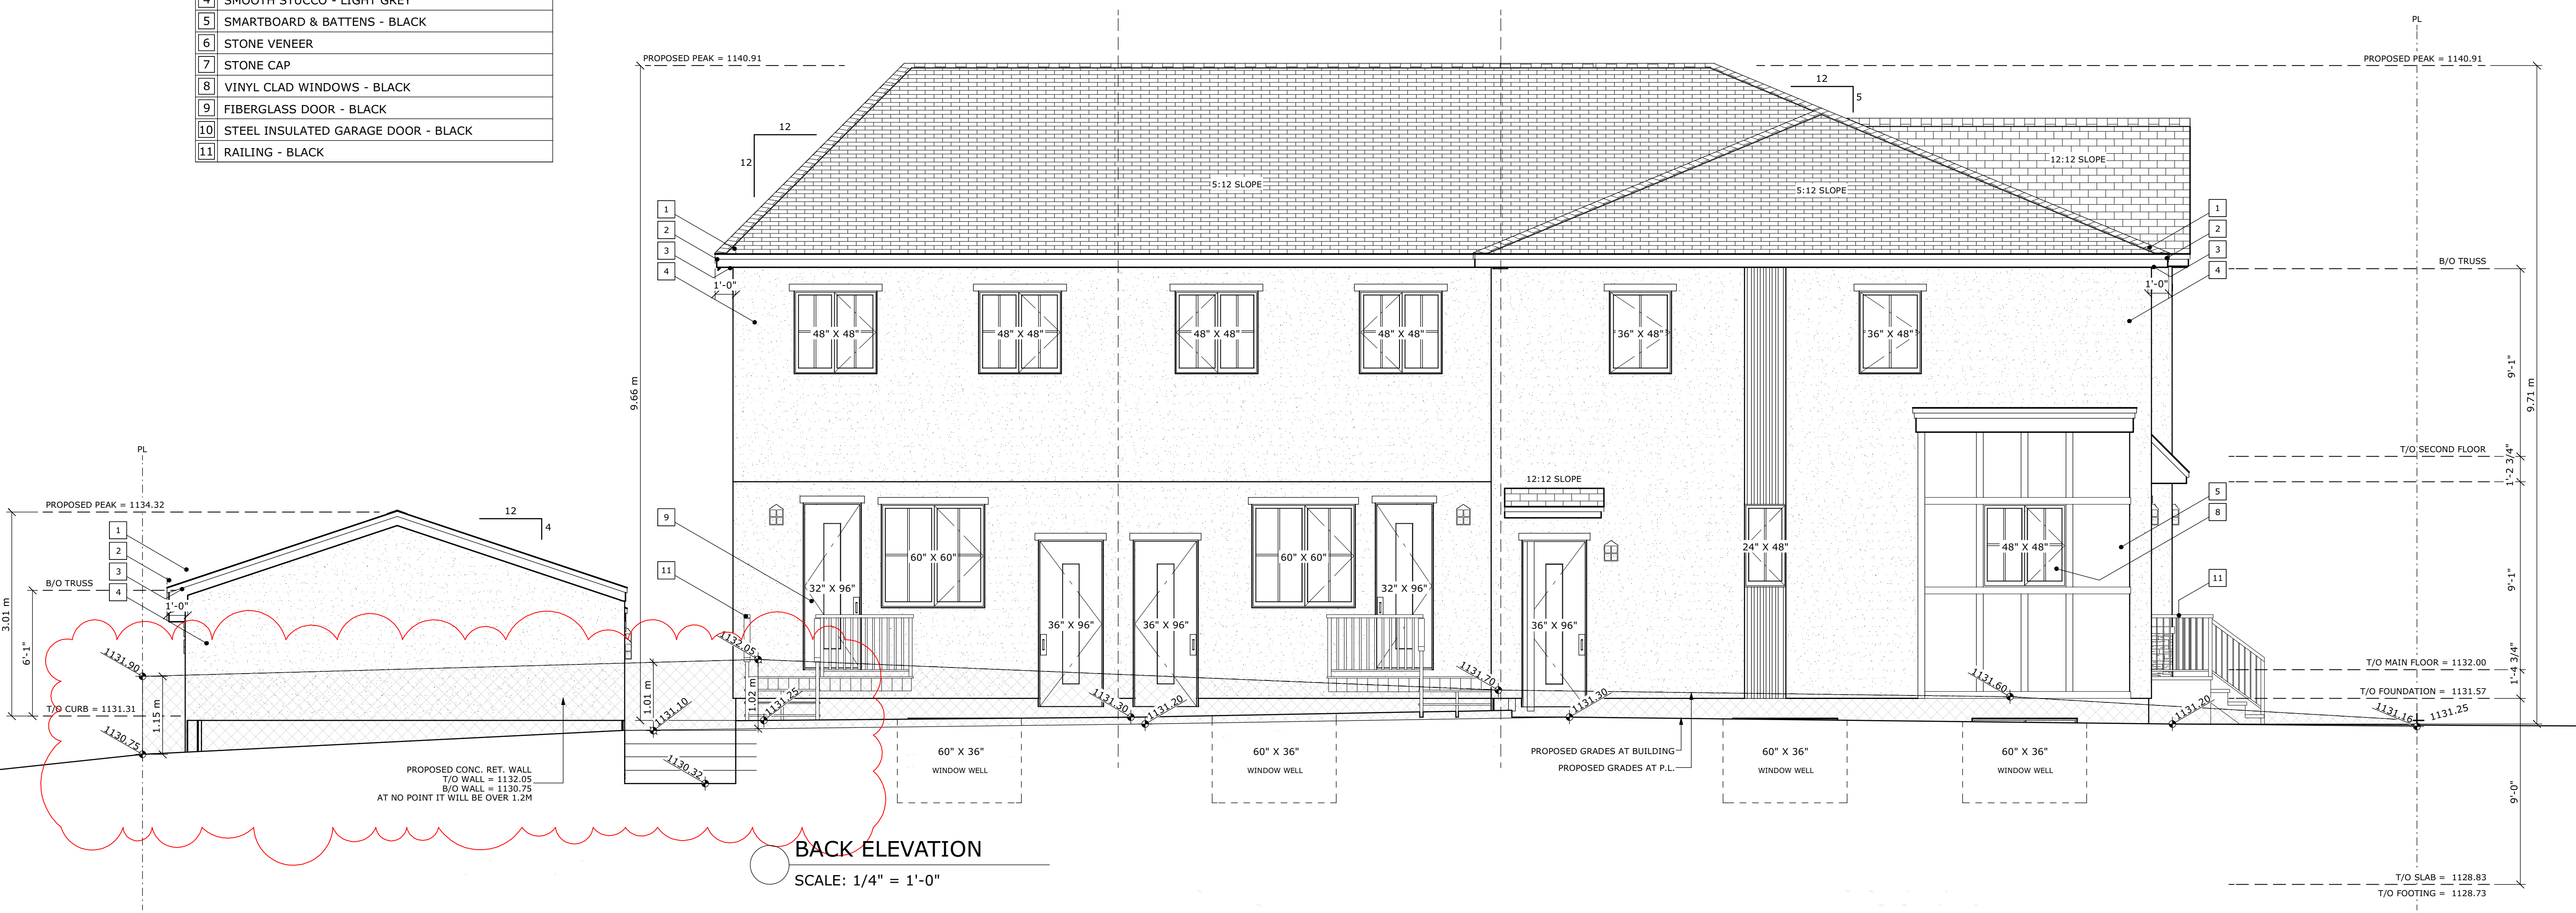 4 SMOOTH STUCCO - LIGHT GREY
5 SMARTBOARD & BATTENS - BLACK
6 STONE VENEER
7 STONE CAP
8 VINYL CLAD WINDOWS - BLACK
9 FIBERGLASS DOOR - BLACK
10 STEEL INSULATED GARAGE DOOR - BLACK
11 RAILING - BLACK
PL
PROPOSED PEAK = 1140.91
PROPOSED PEAK = 1140.91
12
5
12
12
12:12 SLOPE
5:12 SLOPE
5:12 SLOPE
1
2
3
4
1
2
3
4
B/O TRUSS
1'-0"
1'-0"
48" X 48"
48" X 48"
48" X 48"
48" X 48"
36" X 48"
36" X 48"
9.66 m
9'-1"
9.71 m
PL
T/O SECOND FLOOR
1'-2 3/4"
12:12 SLOPE
PROPOSED PEAK = 1134.32
12
4
1
2
3
4
B/O TRUSS
1'-0"
3.01 m
6'-1"
9
11
5
8
11
60" X 60"
60" X 60"
24" X 48"
48" X 48"
32" X 96"
32" X 96"
36" X 96"
36" X 96"
36" X 96"
9'-1"
1131.90
1132.05
1131.70
1131.60
T/O MAIN FLOOR = 1132.00
1'-4 3/4"
T/O FOUNDATION = 1131.57
T/O CURB = 1131.31
1.15 m
1.01 m
1.02 m
1131.10
1131.25
1131.30
1131.20
1131.30
1131.20
1131.16
1131.25
1130.75
1130.32
60" X 36"
WINDOW WELL
60" X 36"
WINDOW WELL
PROPOSED GRADES AT BUILDING
PROPOSED GRADES AT P.L.
60" X 36"
WINDOW WELL
60" X 36"
WINDOW WELL
PROPOSED CONC. RET. WALL
T/O WALL = 1132.05
B/O WALL = 1130.75
AT NO POINT IT WILL BE OVER 1.2M
9'-0"
BACK ELEVATION
SCALE: 1/4" = 1'-0"
T/O SLAB = 1128.83
T/O FOOTING = 1128.73